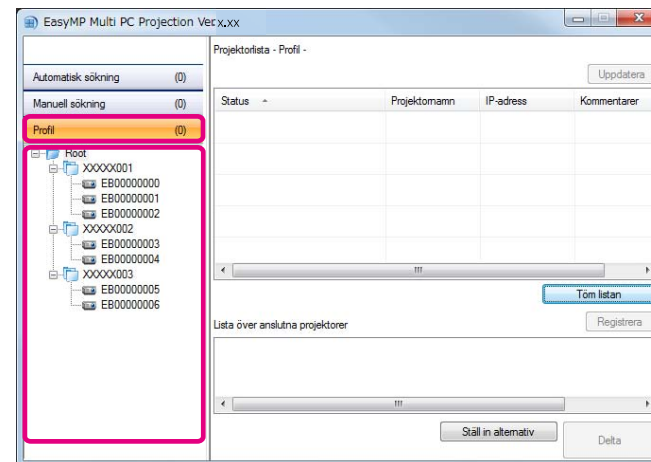 EasyMP Multi PC Projection Ver.x.xx
Projektorlista - Profil -
Automatisk sökning (0)
Uppdatera
Manuell sökning (0)
Status Projektornamn IP-adress Kommentarer
Profil (0)
Root
XXXXX001
EB00000000
EB00000001
EB00000002
XXXXX002
EB00000003
EB00000004
XXXXX003
EB00000005
EB00000006
Töm listan
Lista över anslutna projektorer
Registrera
Ställ in alternativ
Delta